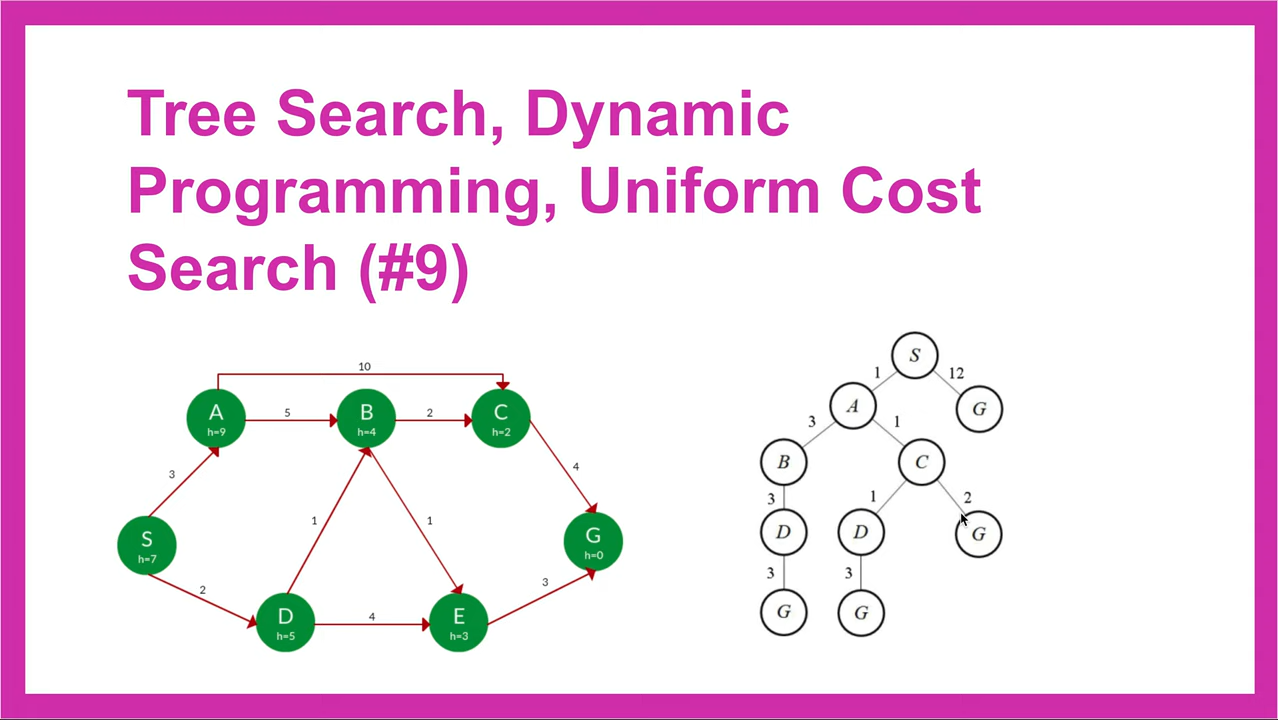 Tree Search, Dynamic
Programming, Uniform Cost
Search (#9)
10
A
h=9
5
B
h=4
2
C
h=2
3
4
S
h=7
1
1
G
h=0
2
D
h=5
4
E
h=3
3
S
1
12
A
G
3
1
B
C
3
1
2
D
D
G
3
3
G
G